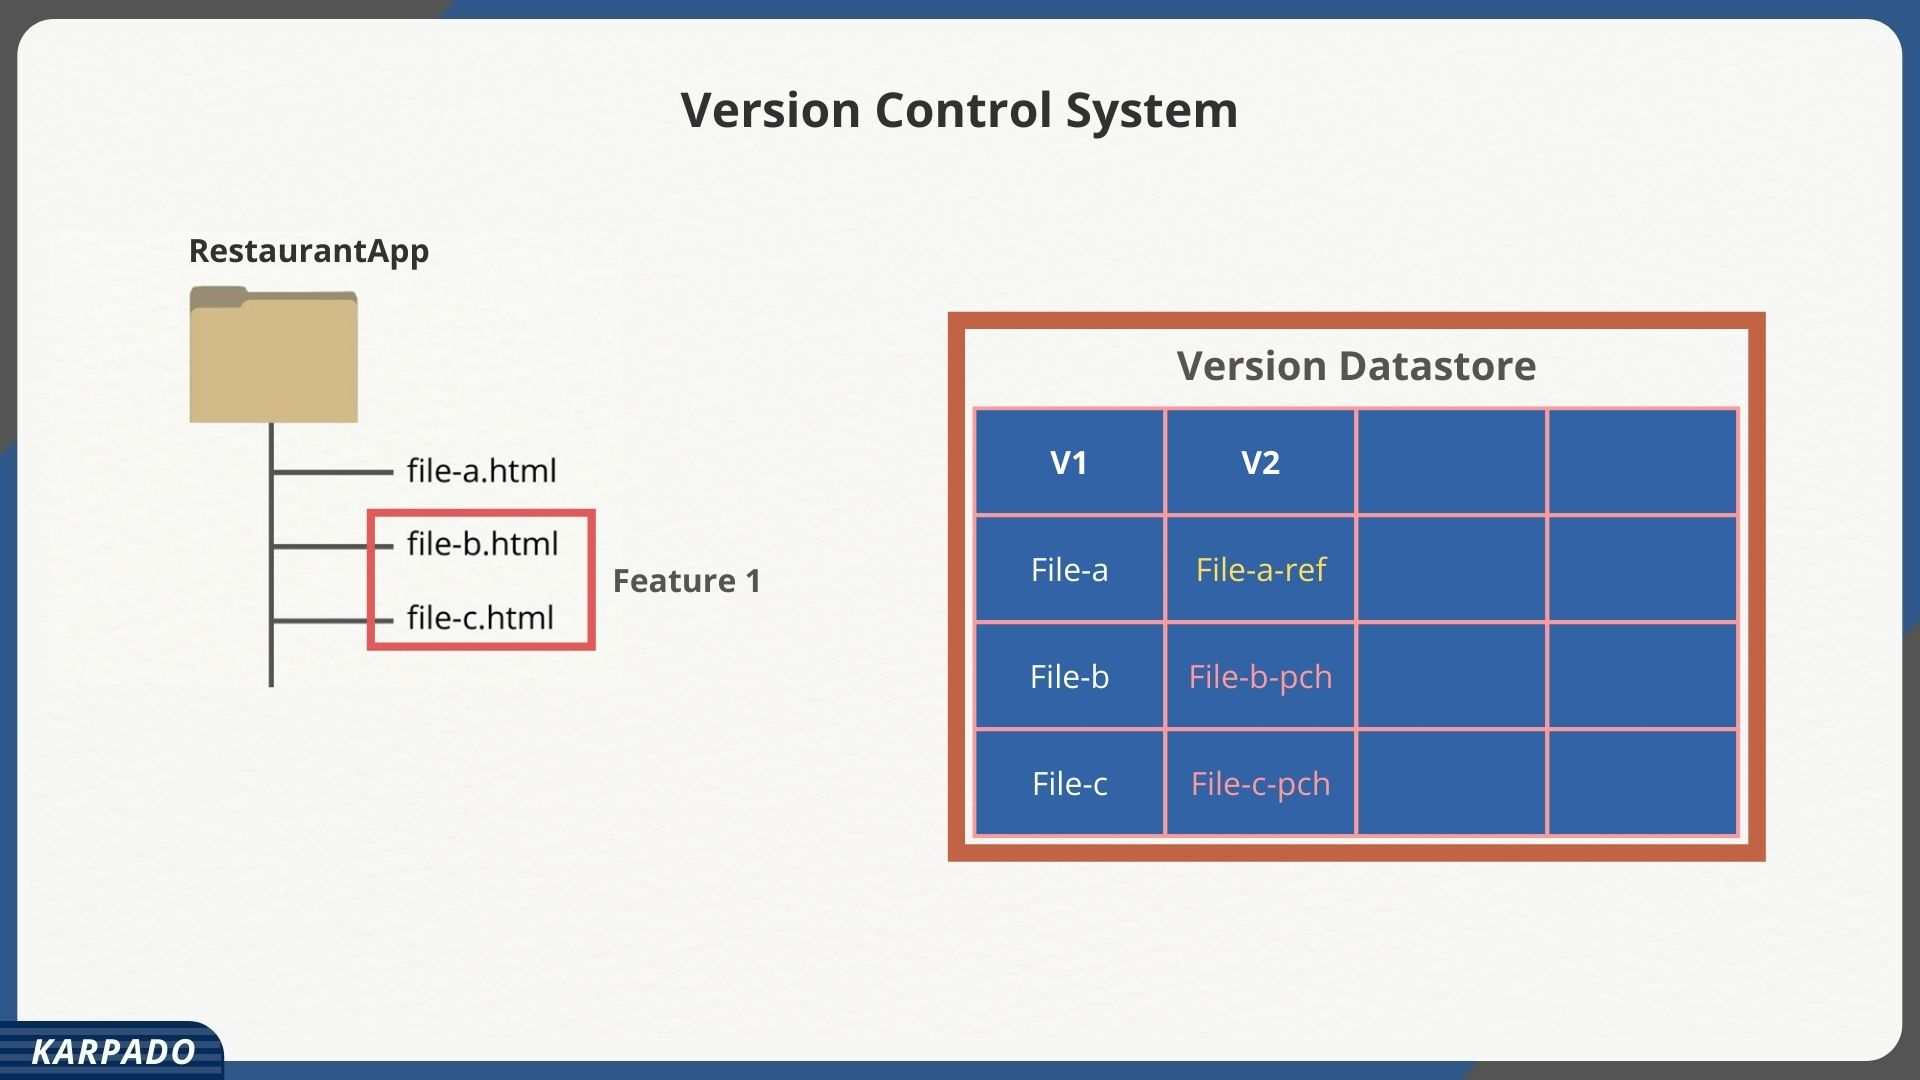 Version Control System
RestaurantApp
file-a.html
file-b.html
file-c.html
Feature 1
Version Datastore
V1 V2
File-a File-a-ref
File-b File-b-pch
File-c File-c-pch
KARPADO